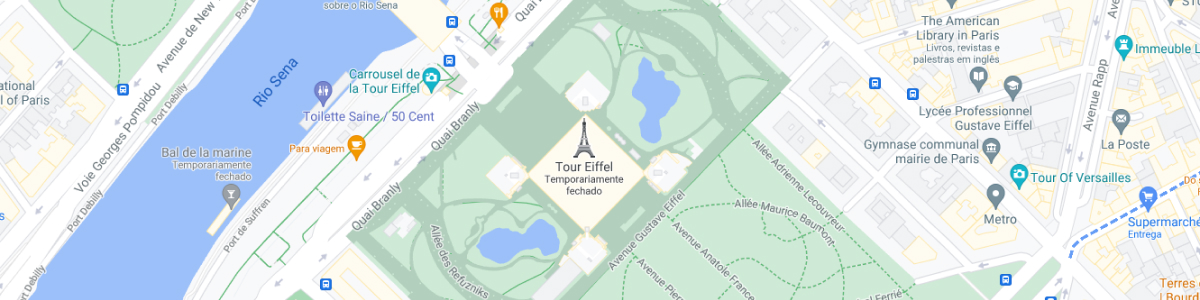 sobre o Rio Sena
Quai Branly
Avenue de New
Port Debilly
Voie Georges Pompidou
Rio Sena
Carrousel de
la Tour Eiffel
Toilette Saine / 50 Cent
Para viagem
Bal de la marine
Temporariamente
fechado
Port Debilly
Port de Suffren
Quai Branly
Quai Branly
ational
l of Paris
Tour Eiffel
Temporariamente
fechado
Allée des Refuzniks
Avenue Gustave Eiffel
Avenue Anatole France
Allée Adrienne Lecouvreur
Allée Maurice Baumont
The American
Library in Paris
Livros, revistas e
palestras em inglês
Immeuble L
Avenue Rapp
Lycée Professionnel
Gustave Eiffel
La Poste
Gymnase communal
mairie de Paris
Tour Of Versailles
Metro
Supermarché
Entrega
Terres
l Bourd